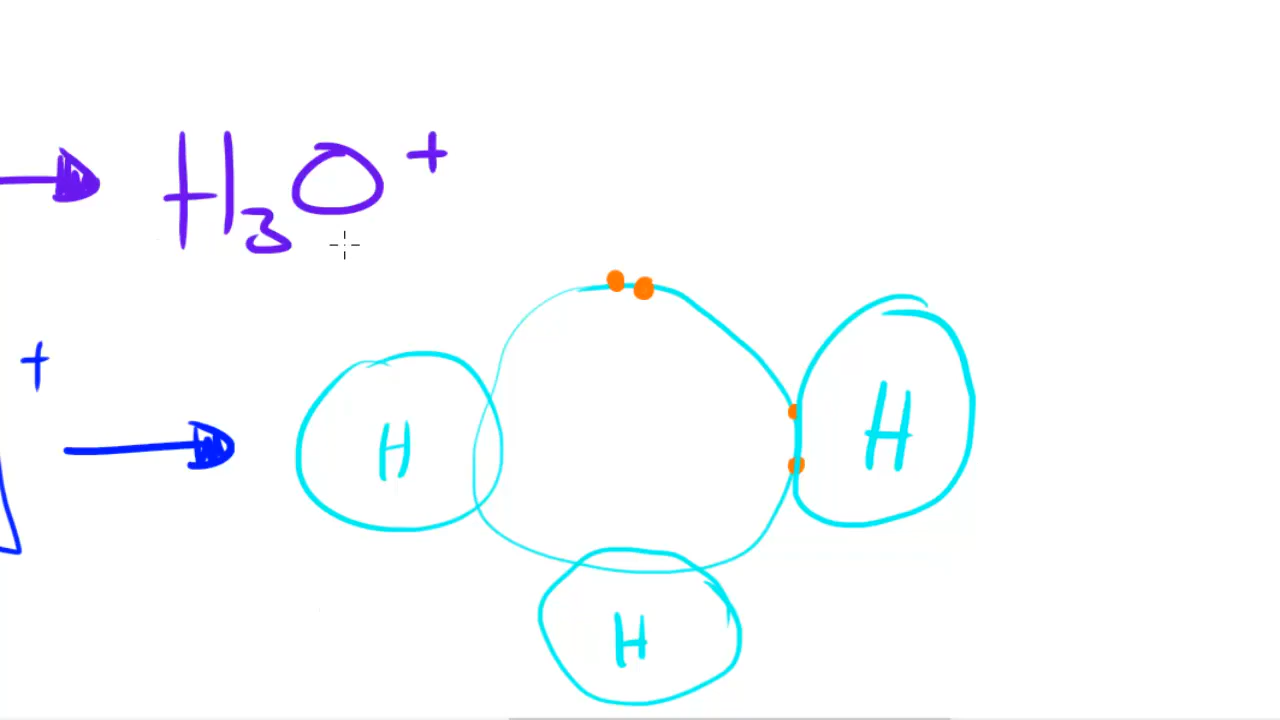 → H₃O⁺
+
→
H
H
H